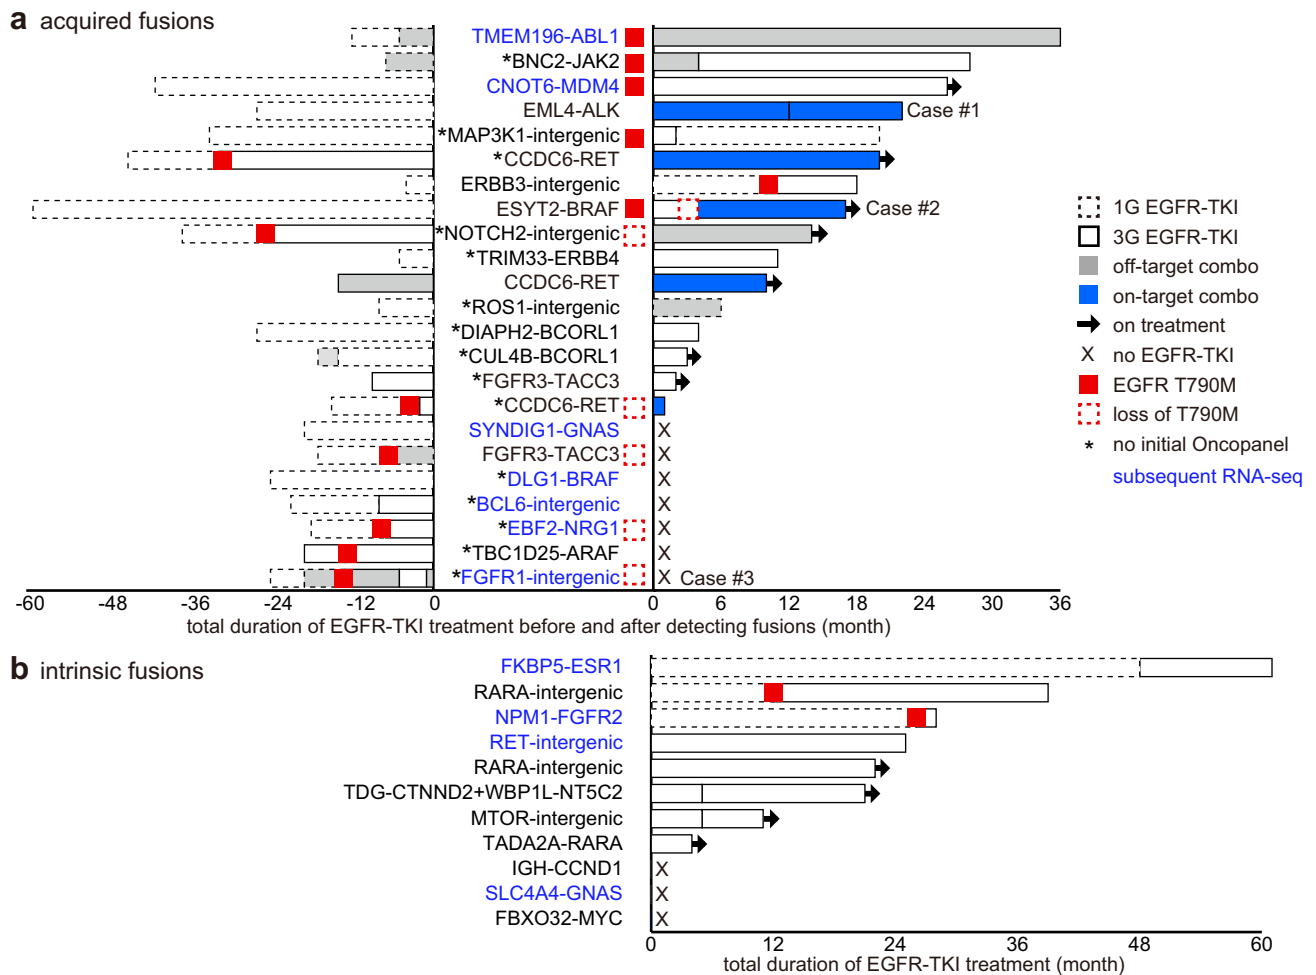 a acquired fusions
TMEM196-ABL1
*BNC2-JAK2
CNOT6-MDM4
EML4-ALK
Case #1
*MAP3K1-intergenic
*CCDC6-RET
ERBB3-intergenic
ESYT2-BRAF
Case #2
*NOTCH2-intergenic
*TRIM33-ERBB4
CCDC6-RET
*ROS1-intergenic
*DIAPH2-BCORL1
*CUL4B-BCORL1
*FGFR3-TACC3
*CCDC6-RET
SYNDIG1-GNAS X
FGFR3-TACC3 X
*DLG1-BRAF X
*BCL6-intergenic X
*EBF2-NRG1 X
*TBC1D25-ARAF X
*FGFR1-intergenic X Case #3
-60 -48 -36 -24 -12 0 0 6 12 18 24 30 36
total duration of EGFR-TKI treatment before and after detecting fusions (month)
1G EGFR-TKI
3G EGFR-TKI
off-target combo
on-target combo
on treatment
X no EGFR-TKI
EGFR T790M
loss of T790M
* no initial Oncopanel
subsequent RNA-seq
b intrinsic fusions
FKBP5-ESR1
RARA-intergenic
NPM1-FGFR2
RET-intergenic
RARA-intergenic
TDG-CTNND2+WBP1L-NT5C2
MTOR-intergenic
TADA2A-RARA
IGH-CCND1 X
SLC4A4-GNAS X
FBXO32-MYC X
0 12 24 36 48 60
total duration of EGFR-TKI treatment (month)